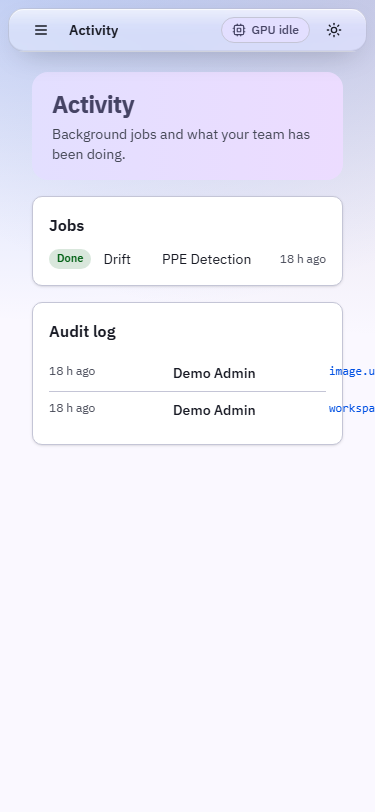 Activity
GPU idle
Activity
Background jobs and what your team has
been doing.
Jobs
Done Drift PPE Detection 18 h ago
Audit log
18 h ago Demo Admin image.u
18 h ago Demo Admin workspa